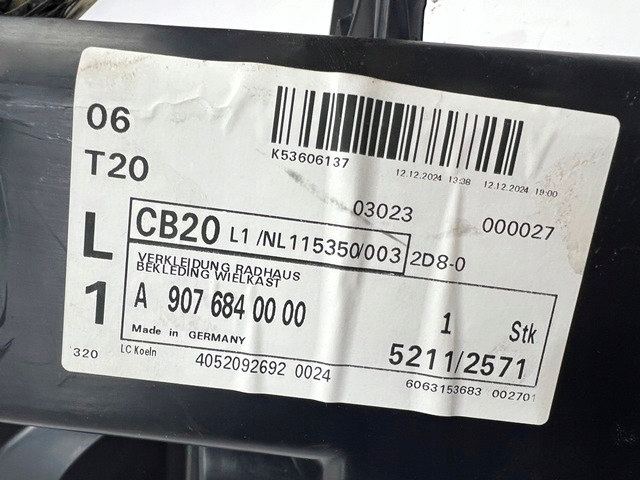 06
K53606137
12.12.2024 13:38 12.12.2024 19:00
T20
03023
000027
L
CB20 L1/NL115350/003 2D8-0
VERKLEIDUNG RADHAUS
BEKLEDING WIELKAST
1
A 907 684 00 00
1 Stk
Made in GERMANY
5211/2571
320
LC Koeln
4052092692 0024
6063153683 002701